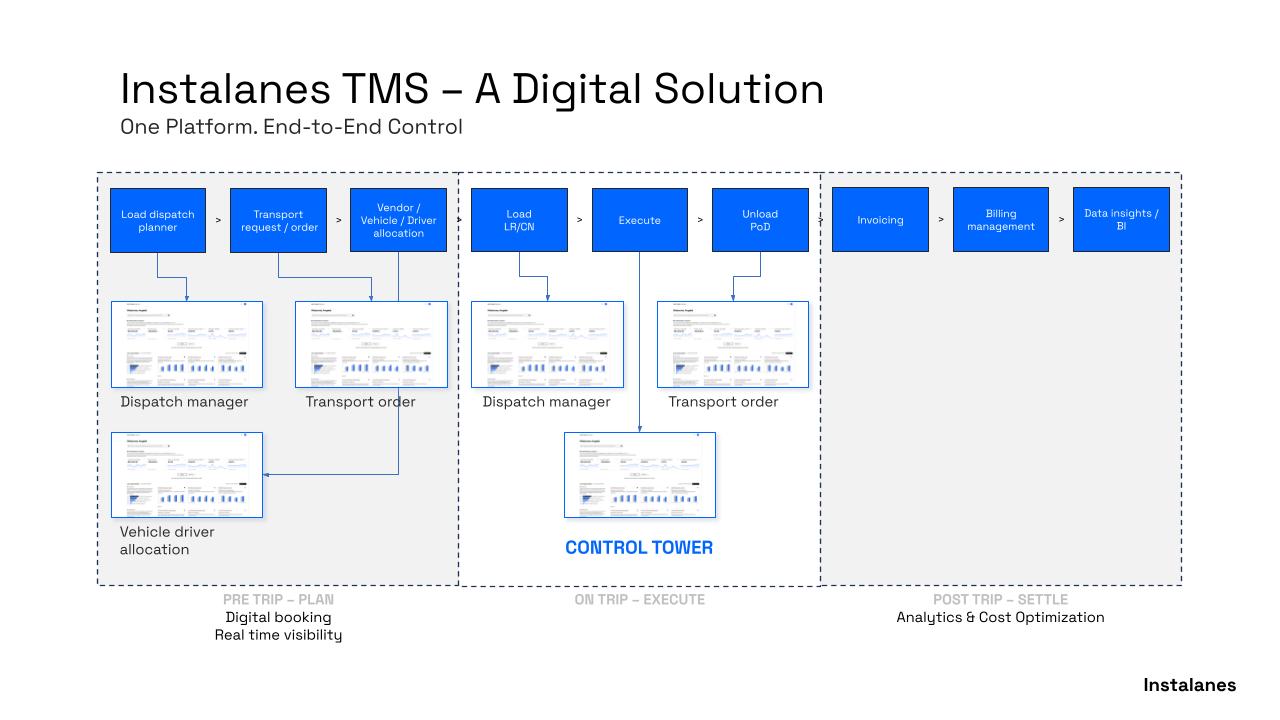 Instalanes TMS – A Digital Solution
One Platform. End-to-End Control
Load dispatch
planner
>
Transport
request / order
>
Vendor /
Vehicle / Driver
allocation
>
Load
LR/CN
>
Execute
>
Unload
PoD
>
Invoicing
>
Billing
management
>
Data insights /
BI
Dispatch manager
Transport order
Dispatch manager
Transport order
Vehicle driver
allocation
CONTROL TOWER
PRE TRIP – PLAN
Digital booking
Real time visibility
ON TRIP – EXECUTE
POST TRIP – SETTLE
Analytics & Cost Optimization
Instalanes